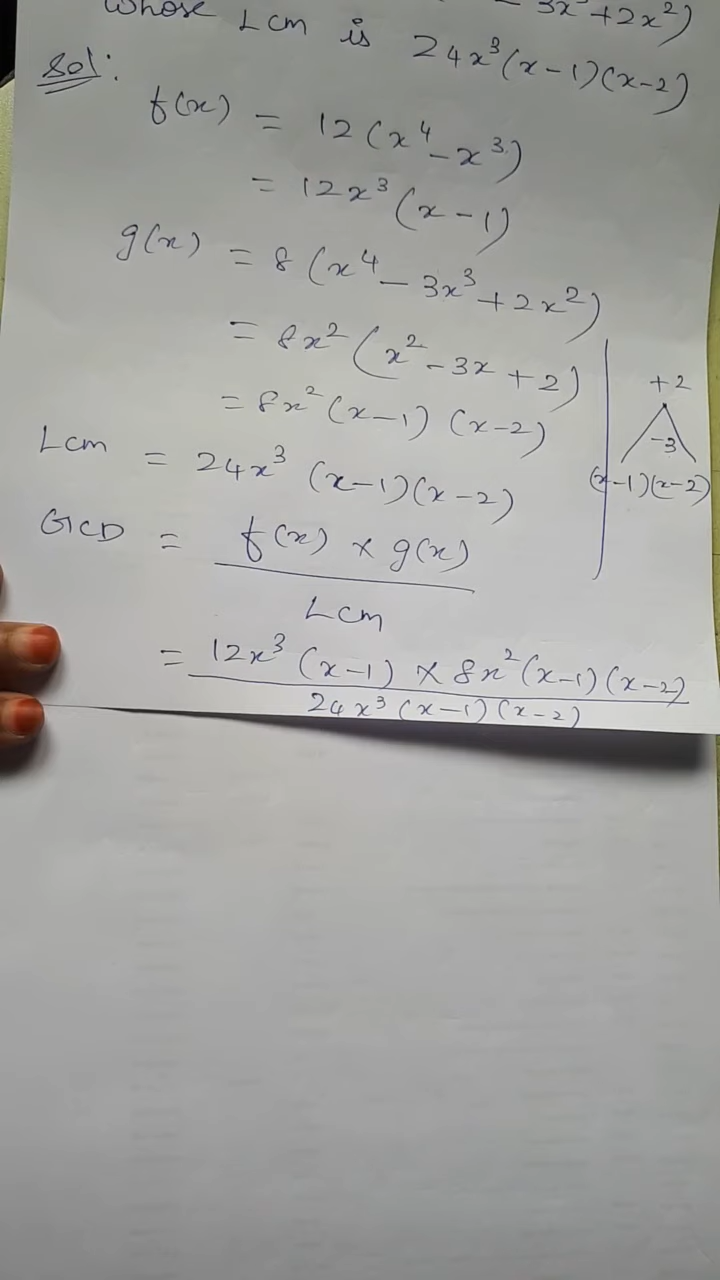 - 3x³+2x²)
whose Lcm is 24x³(x-1)(x-2)
Sol:
f(x) = 12(x⁴-x³)
= 12x³(x-1)
g(x) = 8(x⁴-3x³+2x²)
= 8x²(x²-3x+2)
= 8x²(x-1)(x-2)
+2
-3
(x-1)(x-2)
Lcm = 24x³(x-1)(x-2)
GCD = f(x) x g(x)
Lcm
= 12x³(x-1) x 8x²(x-1)(x-2)
24x³(x-1)(x-2)